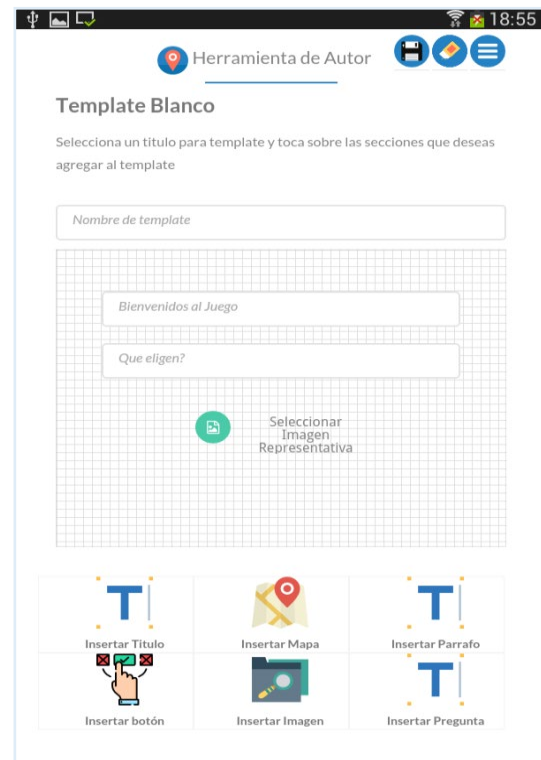 18:55
Herramienta de Autor
Template Blanco
Selecciona un titulo para template y toca sobre las secciones que deseas
agregar al template
Nombre de template
Bienvenidos al Juego
Que eligen?
Seleccionar
Imagen
Representativa
Insertar Titulo
Insertar Mapa
Insertar Parrafo
Insertar botón
Insertar Imagen
Insertar Pregunta